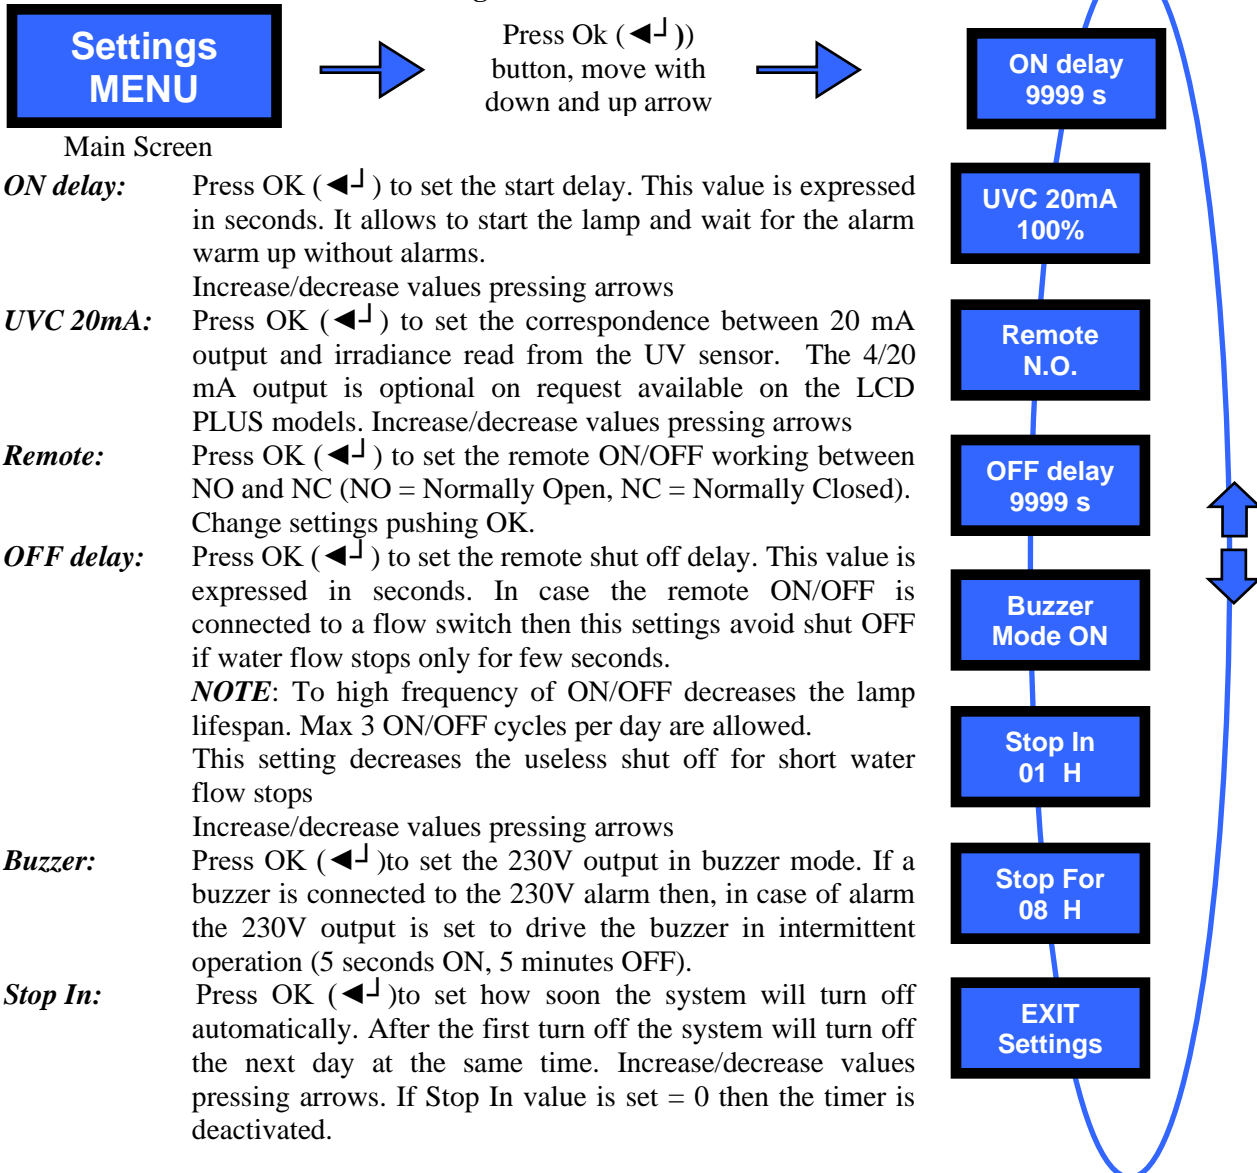 Settings
MENU
Press Ok (◄┘))
button, move with
down and up arrow
Main Screen
ON delay: Press OK (◄┘) to set the start delay. This value is expressed
in seconds. It allows to start the lamp and wait for the alarm
warm up without alarms.
Increase/decrease values pressing arrows
UVC 20mA: Press OK (◄┘) to set the correspondence between 20 mA
output and irradiance read from the UV sensor. The 4/20
mA output is optional on request available on the LCD
PLUS models. Increase/decrease values pressing arrows
Remote: Press OK (◄┘) to set the remote ON/OFF working between
NO and NC (NO = Normally Open, NC = Normally Closed).
Change settings pushing OK.
OFF delay: Press OK (◄┘) to set the remote shut off delay. This value is
expressed in seconds. In case the remote ON/OFF is
connected to a flow switch then this settings avoid shut OFF
if water flow stops only for few seconds.
NOTE: To high frequency of ON/OFF decreases the lamp
lifespan. Max 3 ON/OFF cycles per day are allowed.
This setting decreases the useless shut off for short water
flow stops
Increase/decrease values pressing arrows
Buzzer: Press OK (◄┘)to set the 230V output in buzzer mode. If a
buzzer is connected to the 230V alarm then, in case of alarm
the 230V output is set to drive the buzzer in intermittent
operation (5 seconds ON, 5 minutes OFF).
Stop In: Press OK (◄┘)to set how soon the system will turn off
automatically. After the first turn off the system will turn off
the next day at the same time. Increase/decrease values
pressing arrows. If Stop In value is set = 0 then the timer is
deactivated.
ON delay
9999 s
UVC 20mA
100%
Remote
N.O.
OFF delay
9999 s
Buzzer
Mode ON
Stop In
01 H
Stop For
08 H
EXIT
Settings